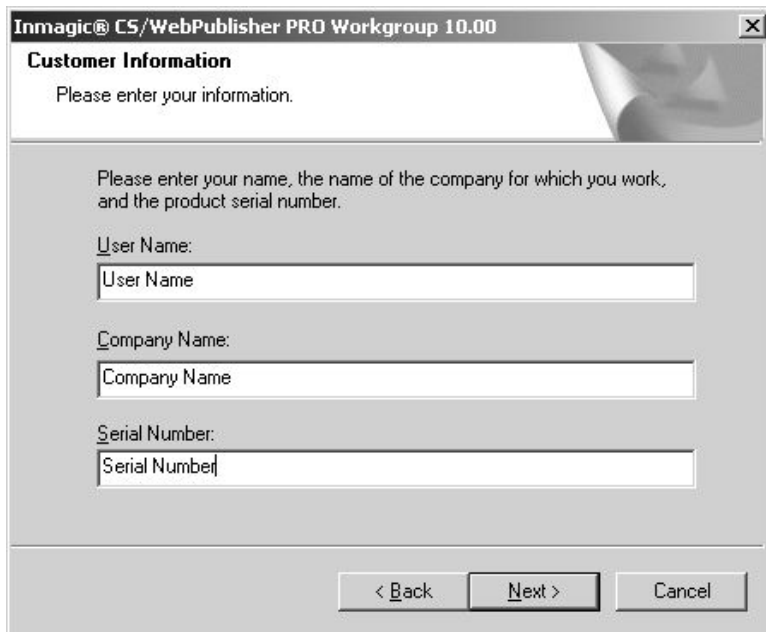 Inmagic® CS/WebPublisher PRO Workgroup 10.00
Customer Information
Please enter your information.
Please enter your name, the name of the company for which you work,
and the product serial number.
User Name:
User Name
Company Name:
Company Name
Serial Number:
Serial Number
< Back Next > Cancel